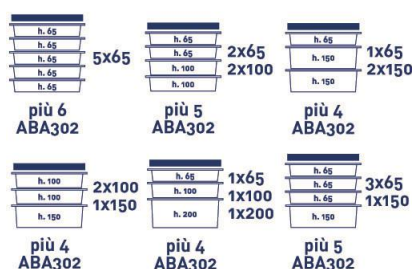 h. 65
h. 65
h. 65
h. 65
h. 65
5x65
più 6
ABA302
h. 65
h. 65
h. 100
h. 100
2x65
2x100
più 5
ABA302
h. 65
h. 150
h. 150
1x65
2x150
più 4
ABA302
h. 100
h. 100
h. 150
2x100
1x150
più 4
ABA302
h. 65
h. 100
h. 200
1x65
1x100
1x200
più 4
ABA302
h. 65
h. 65
h. 65
h. 150
3x65
1x150
più 5
ABA302